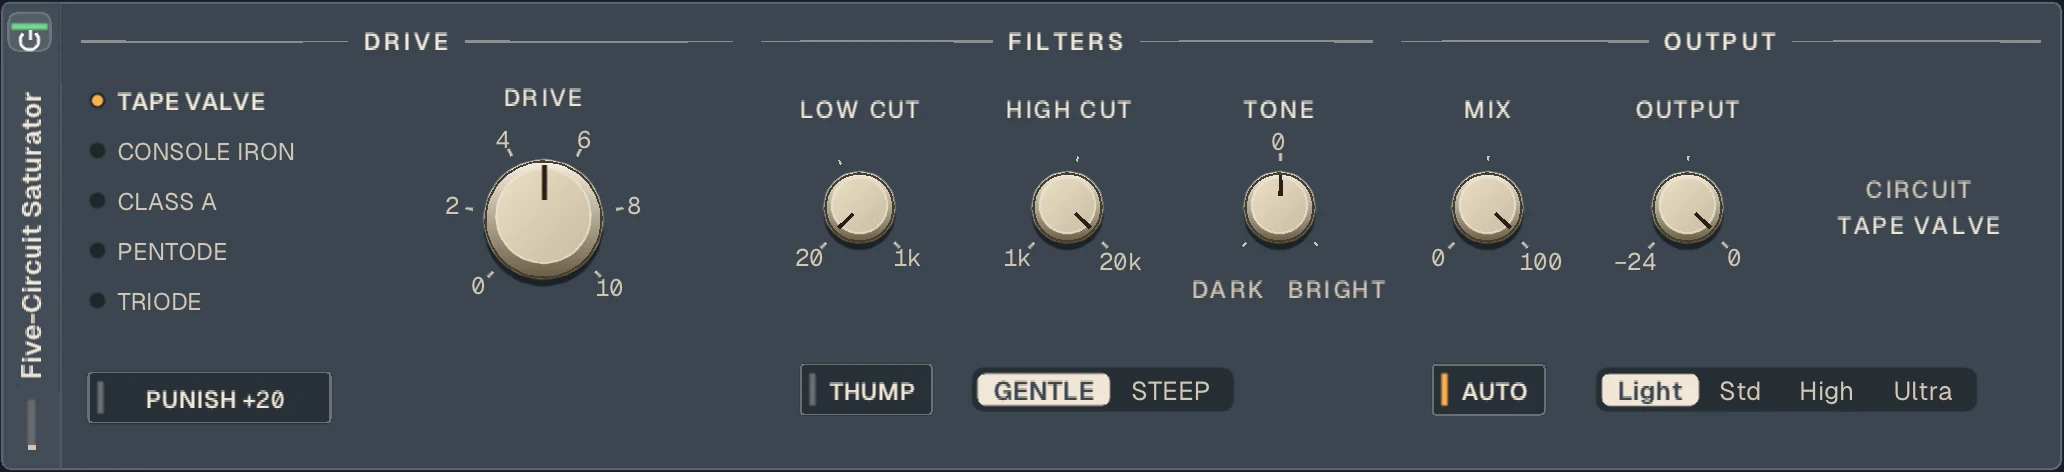 Five-Circuit Saturator
DRIVE
TAPE VALVE
CONSOLE IRON
CLASS A
PENTODE
TRIODE
PUNISH +20
DRIVE
4 6
2 8
0 10
FILTERS
LOW CUT HIGH CUT TONE
0
20 1k 1k 20k
DARK BRIGHT
THUMP GENTLE STEEP
OUTPUT
MIX OUTPUT
0 100 -24 0
CIRCUIT
TAPE VALVE
AUTO Light Std High Ultra